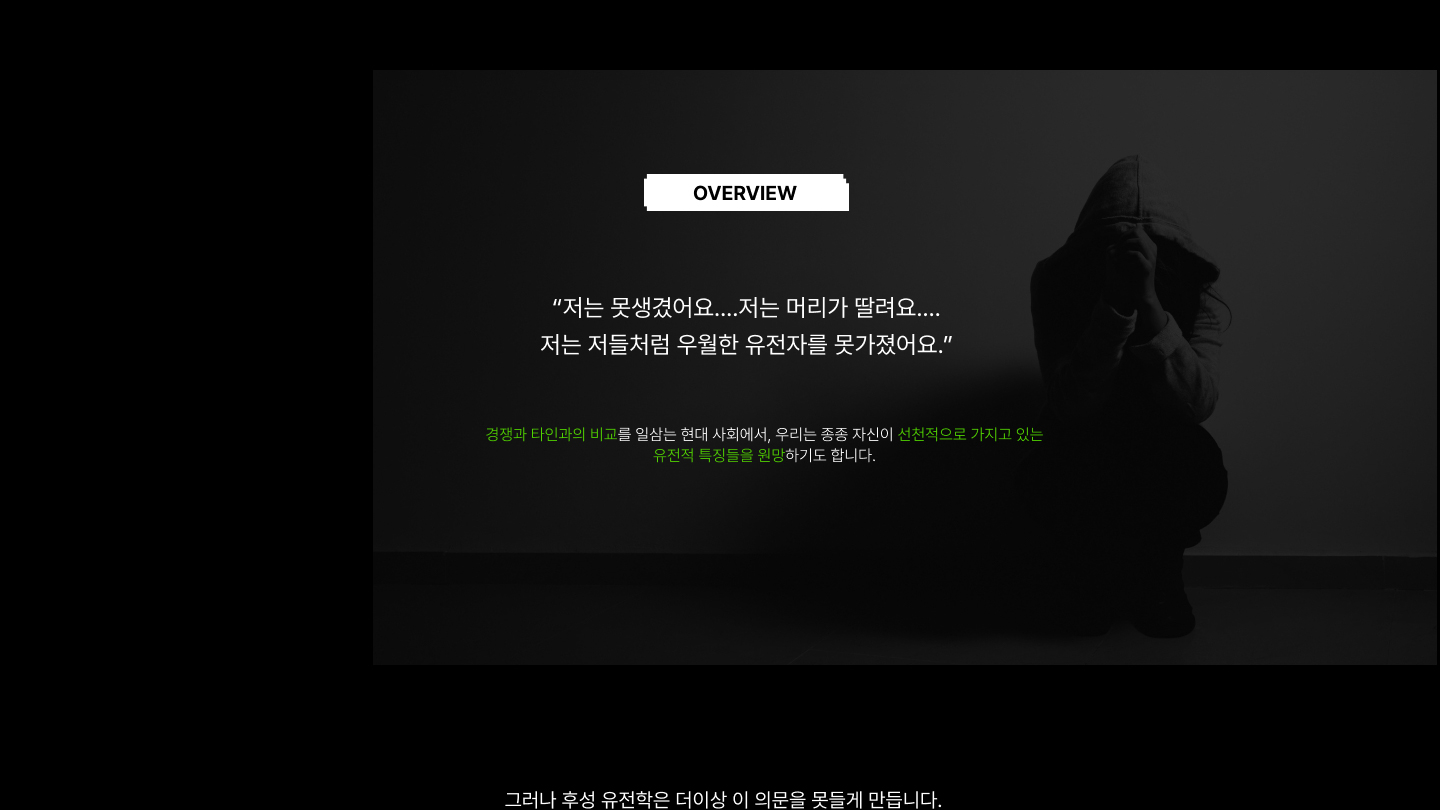 OVERVIEW
“저는 못생겼어요....저는 머리가 딸려요....
저는 저들처럼 우월한 유전자를 못가졌어요.”
경쟁과 타인과의 비교를 일삼는 현대 사회에서, 우리는 종종 자신이 선천적으로 가지고 있는
유전적 특징들을 원망하기도 합니다.
그러나 후성 유전학은 더이상 이 의문을 못들게 만듭니다.